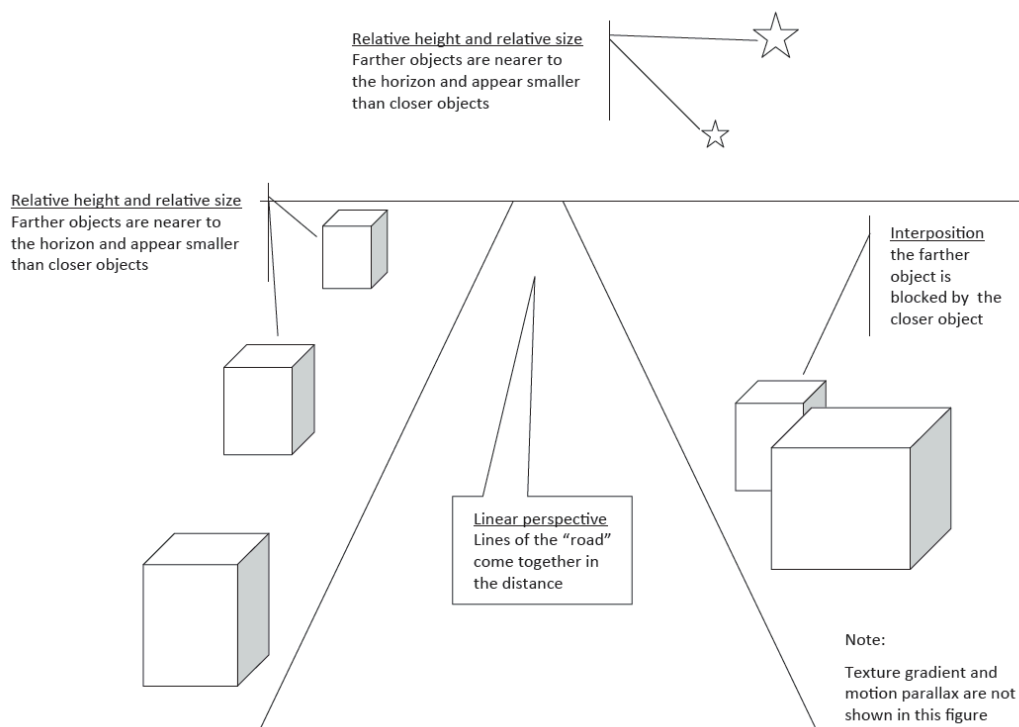 Relative height and relative size
Farther objects are nearer to
the horizon and appear smaller
than closer objects
Relative height and relative size
Farther objects are nearer to
the horizon and appear smaller
than closer objects
Interposition
the farther
object is
blocked by the
closer object
Linear perspective
Lines of the “road”
come together in
the distance
Note:
Texture gradient and
motion parallax are not
shown in this figure